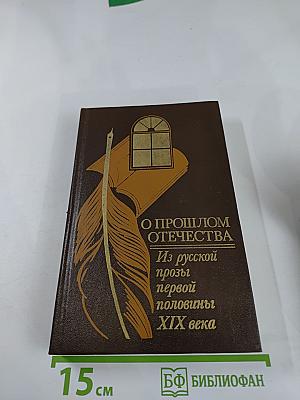 О ПРОШЛОМ
ОТЕЧЕСТВА
Из русской
прозы
первой
половины
XIX века
15 см
БФ БИБЛИОФАН